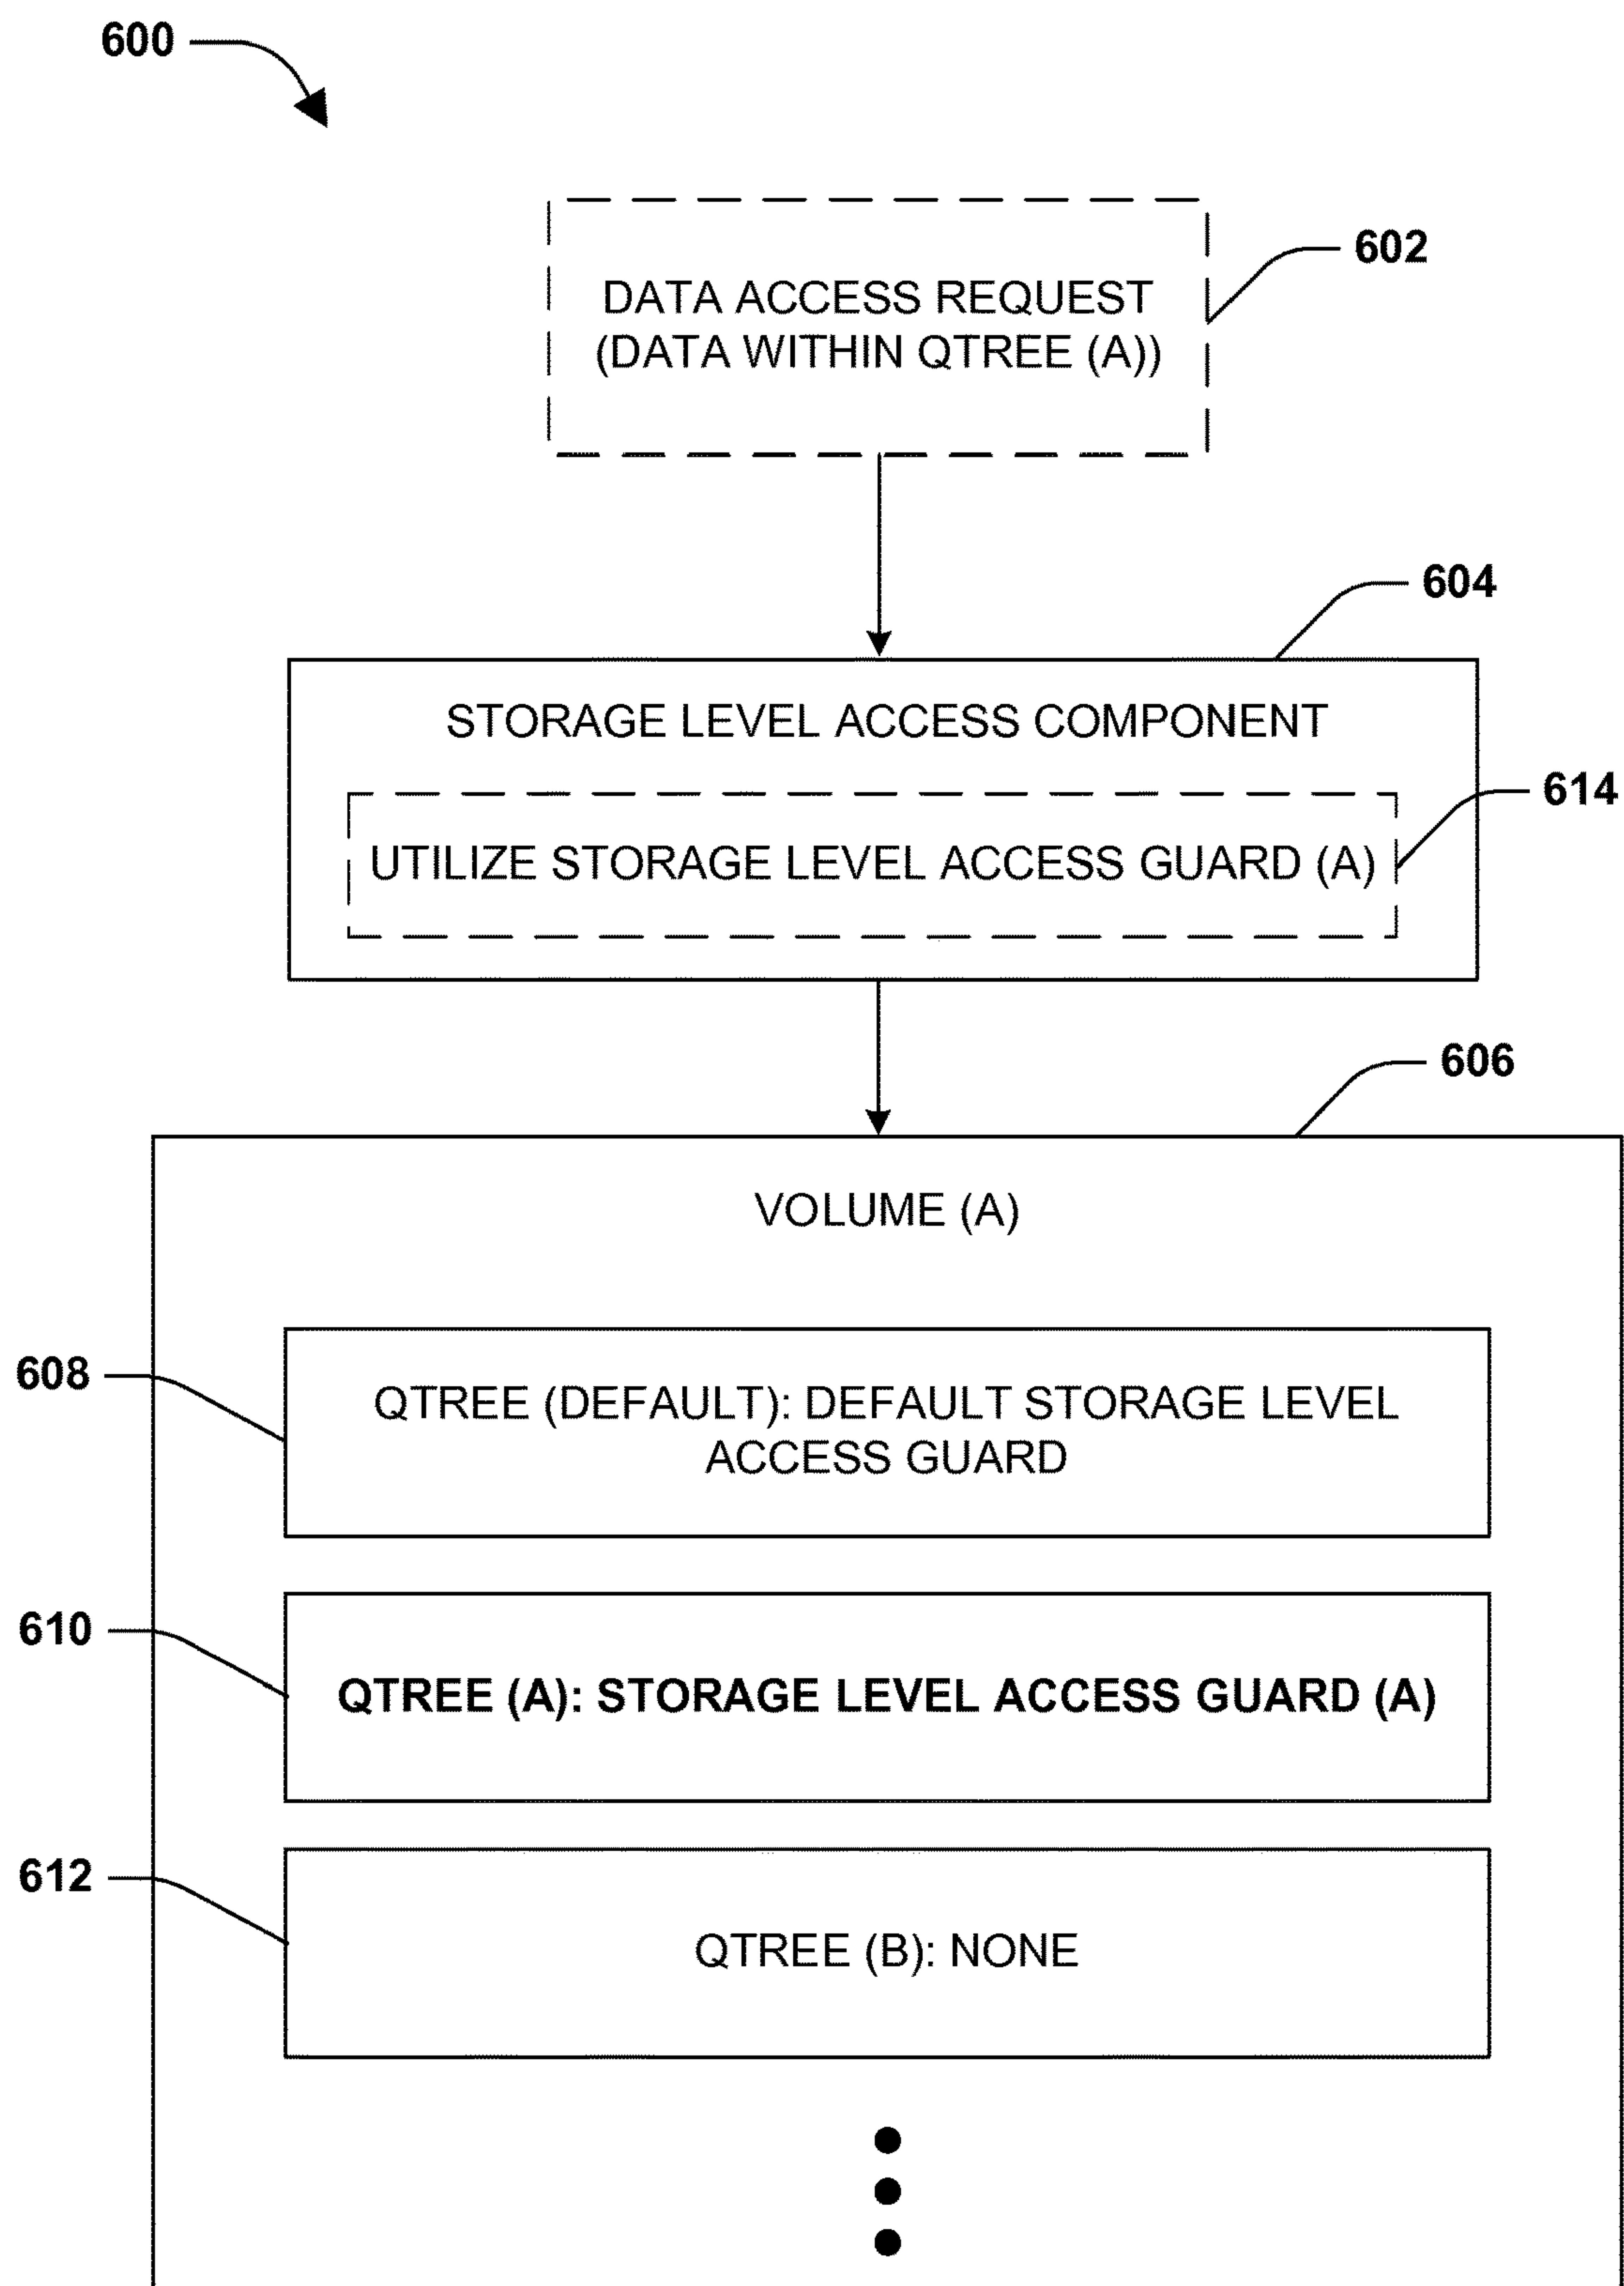 600
602
DATA ACCESS REQUEST
(DATA WITHIN QTREE (A))
604
STORAGE LEVEL ACCESS COMPONENT
614
UTILIZE STORAGE LEVEL ACCESS GUARD (A)
606
VOLUME (A)
608
QTREE (DEFAULT): DEFAULT STORAGE LEVEL
ACCESS GUARD
610
QTREE (A): STORAGE LEVEL ACCESS GUARD (A)
612
QTREE (B): NONE